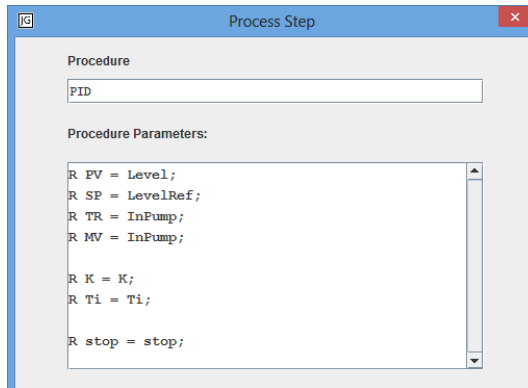 JG
Process Step
Procedure
PID
Procedure Parameters:
R PV = Level;
R SP = LevelRef;
R TR = InPump;
R MV = InPump;
R K = K;
R Ti = Ti;
R stop = stop;